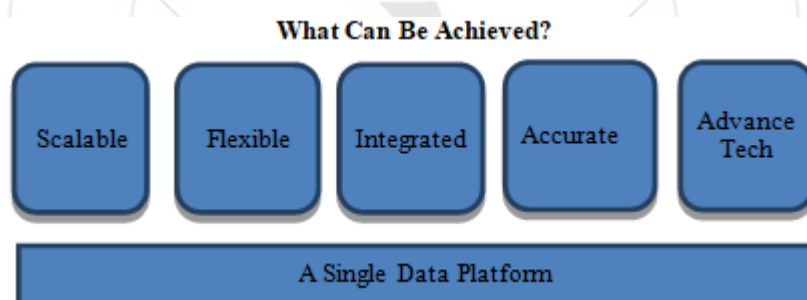 What Can Be Achieved?
Scalable
Flexible
Integrated
Accurate
Advance
Tech
A Single Data Platform